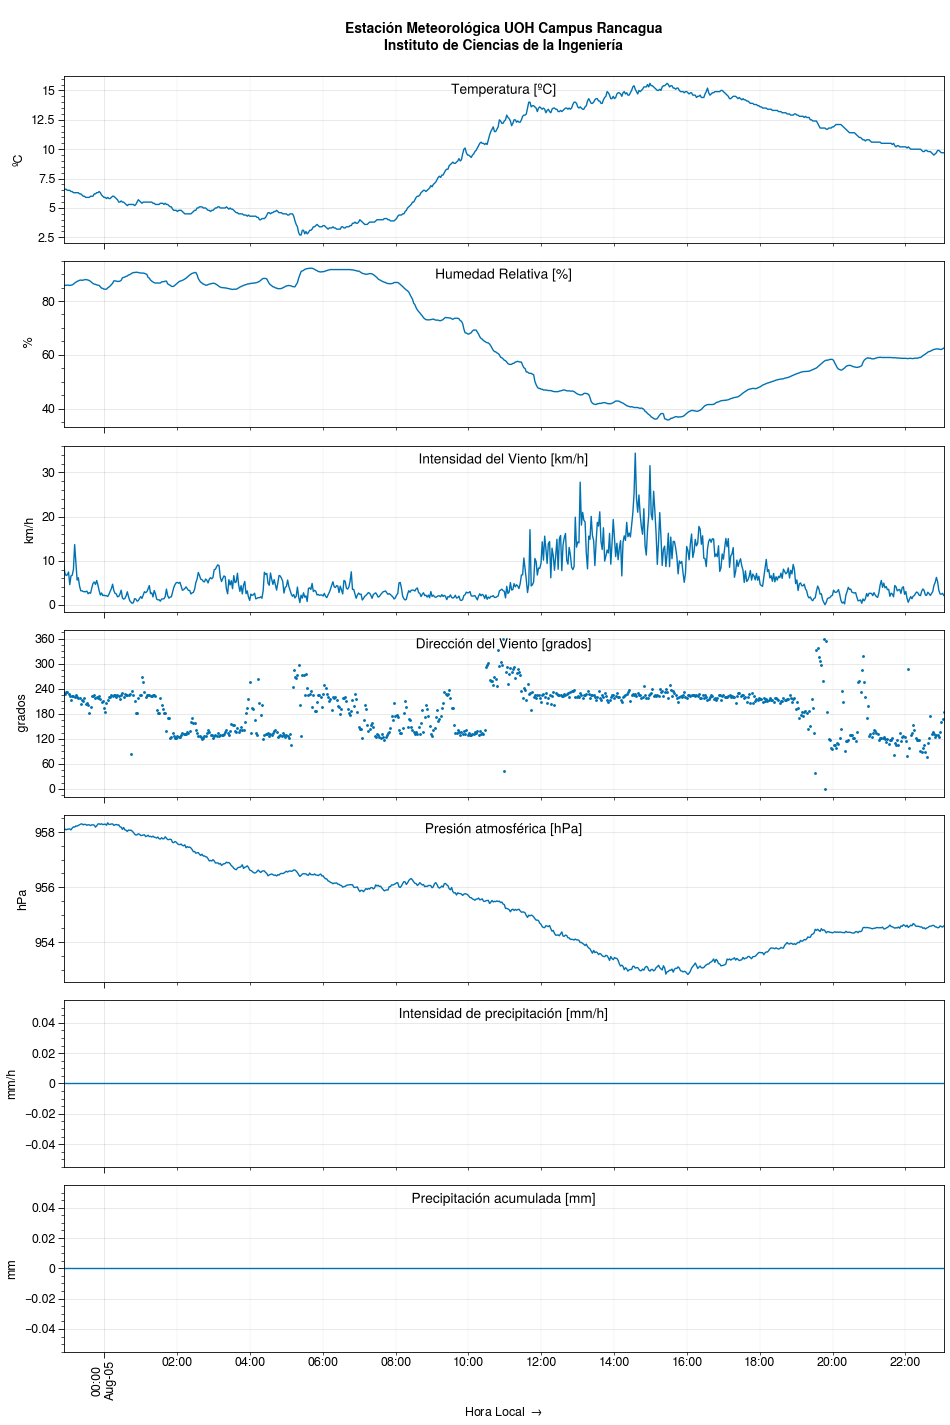 Estación Meteorológica UOH Campus Rancagua
Instituto de Ciencias de la Ingeniería
Temperatura [ºC]
15
12.5
10
7.5
5
2.5
ºC
Humedad Relativa [%]
80
60
40
%
Intensidad del Viento [km/h]
30
20
10
0
km/h
Dirección del Viento [grados]
360
300
240
180
120
60
0
grados
Presión atmosférica [hPa]
958
956
954
hPa
Intensidad de precipitación [mm/h]
0.04
0.02
0
−0.02
−0.04
mm/h
Precipitación acumulada [mm]
0.04
0.02
0
−0.02
−0.04
mm
00:00
Aug-05
02:00 04:00 06:00 08:00 10:00 12:00 14:00 16:00 18:00 20:00 22:00
Hora Local →